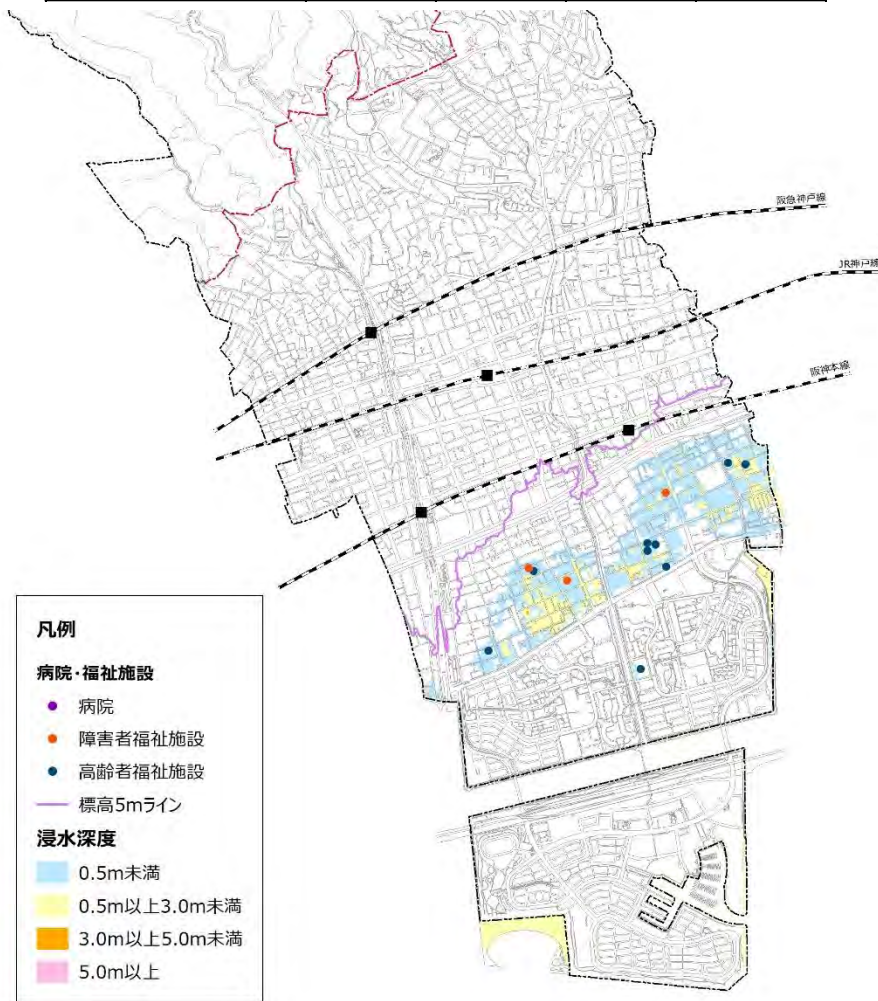 阪急神戸線
JR神戸線
阪神本線
凡例
病院・福祉施設
病院
障害者福祉施設
高齢者福祉施設
標高5mライン
浸水深度
0.5m未満
0.5m以上3.0m未満
3.0m以上5.0m未満
5.0m以上